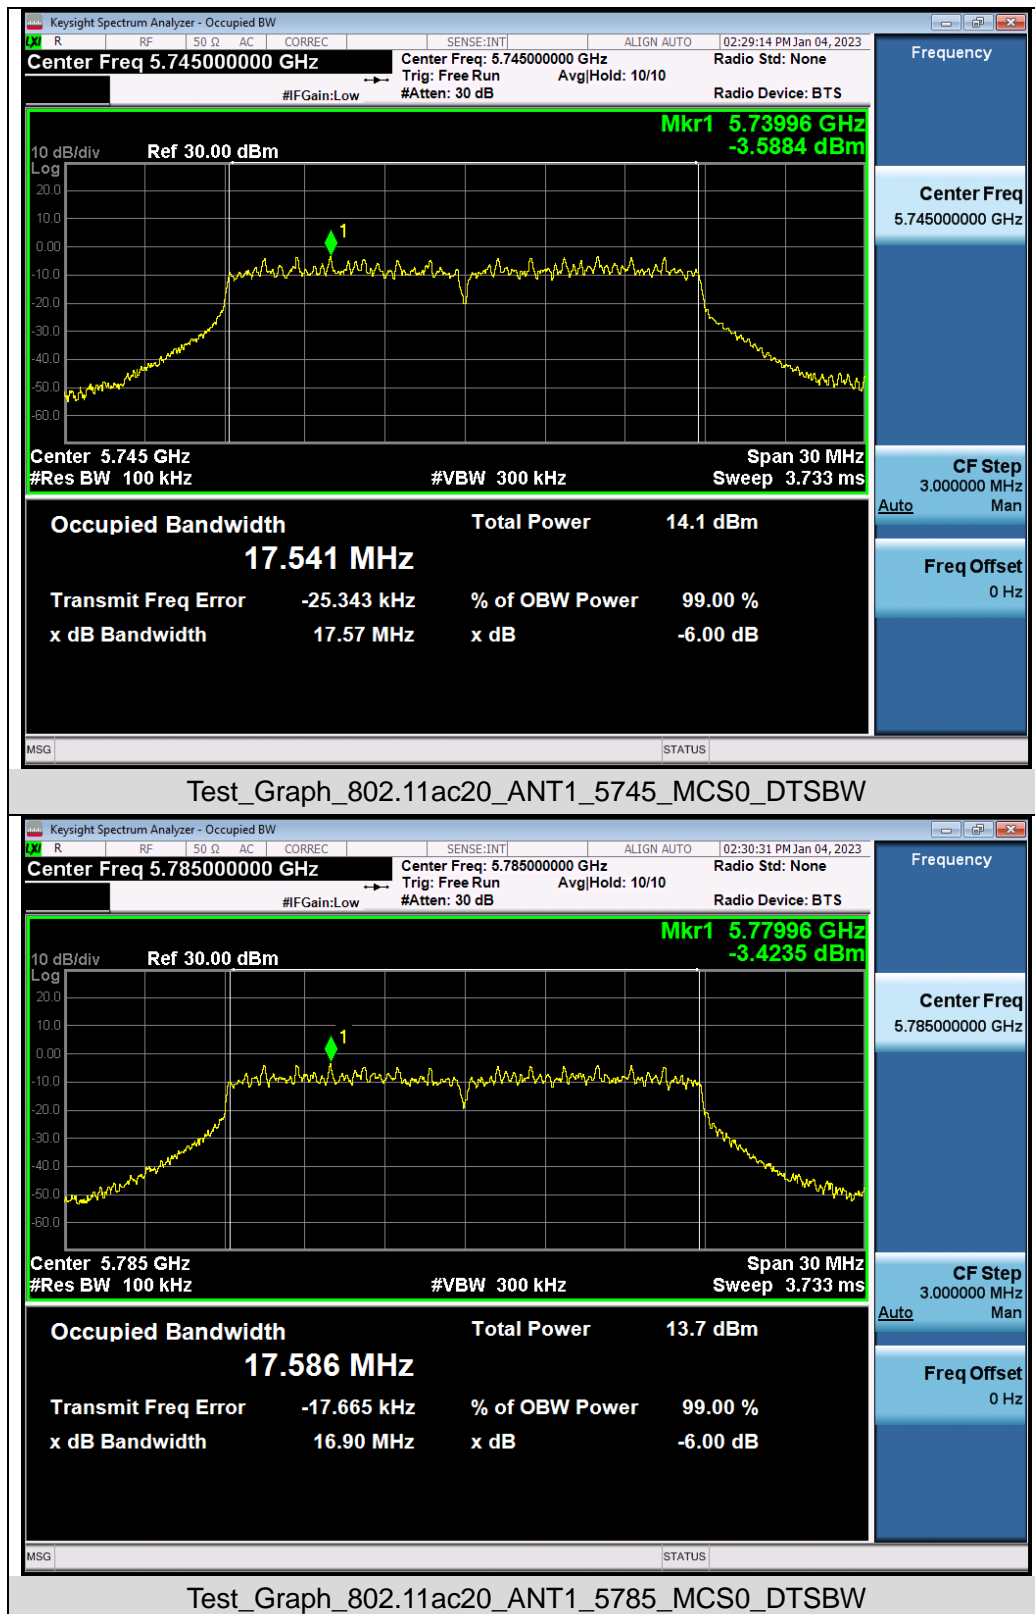 Keysight Spectrum Analyzer - Occupied BW
LXI R RF 50 Ω AC CORREC SENSE:INT ALIGN AUTO 02:29:14 PM Jan 04, 2023
Center Freq 5.745000000 GHz
Center Freq: 5.745000000 GHz Radio Std: None
Trig: Free Run Avg|Hold: 10/10
#IFGain:Low #Atten: 30 dB Radio Device: BTS
Frequency
Mkr1 5.73996 GHz
-3.5884 dBm
10 dB/div Ref 30.00 dBm
Log
20.0
10.0
0.00
-10.0
-20.0
-30.0
-40.0
-50.0
-60.0
1
Center 5.745 GHz Span 30 MHz
#Res BW 100 kHz #VBW 300 kHz Sweep 3.733 ms
Center Freq
5.745000000 GHz
CF Step
3.000000 MHz
Auto Man
Freq Offset
0 Hz
Occupied Bandwidth Total Power 14.1 dBm
17.541 MHz
Transmit Freq Error -25.343 kHz % of OBW Power 99.00 %
x dB Bandwidth 17.57 MHz x dB -6.00 dB
MSG STATUS
Test_Graph_802.11ac20_ANT1_5745_MCS0_DTSBW
Keysight Spectrum Analyzer - Occupied BW
LXI R RF 50 Ω AC CORREC SENSE:INT ALIGN AUTO 02:30:31 PM Jan 04, 2023
Center Freq 5.785000000 GHz
Center Freq: 5.785000000 GHz Radio Std: None
Trig: Free Run Avg|Hold: 10/10
#IFGain:Low #Atten: 30 dB Radio Device: BTS
Frequency
Mkr1 5.77996 GHz
-3.4235 dBm
10 dB/div Ref 30.00 dBm
Log
20.0
10.0
0.00
-10.0
-20.0
-30.0
-40.0
-50.0
-60.0
1
Center 5.785 GHz Span 30 MHz
#Res BW 100 kHz #VBW 300 kHz Sweep 3.733 ms
Center Freq
5.785000000 GHz
CF Step
3.000000 MHz
Auto Man
Freq Offset
0 Hz
Occupied Bandwidth Total Power 13.7 dBm
17.586 MHz
Transmit Freq Error -17.665 kHz % of OBW Power 99.00 %
x dB Bandwidth 16.90 MHz x dB -6.00 dB
MSG STATUS
Test_Graph_802.11ac20_ANT1_5785_MCS0_DTSBW